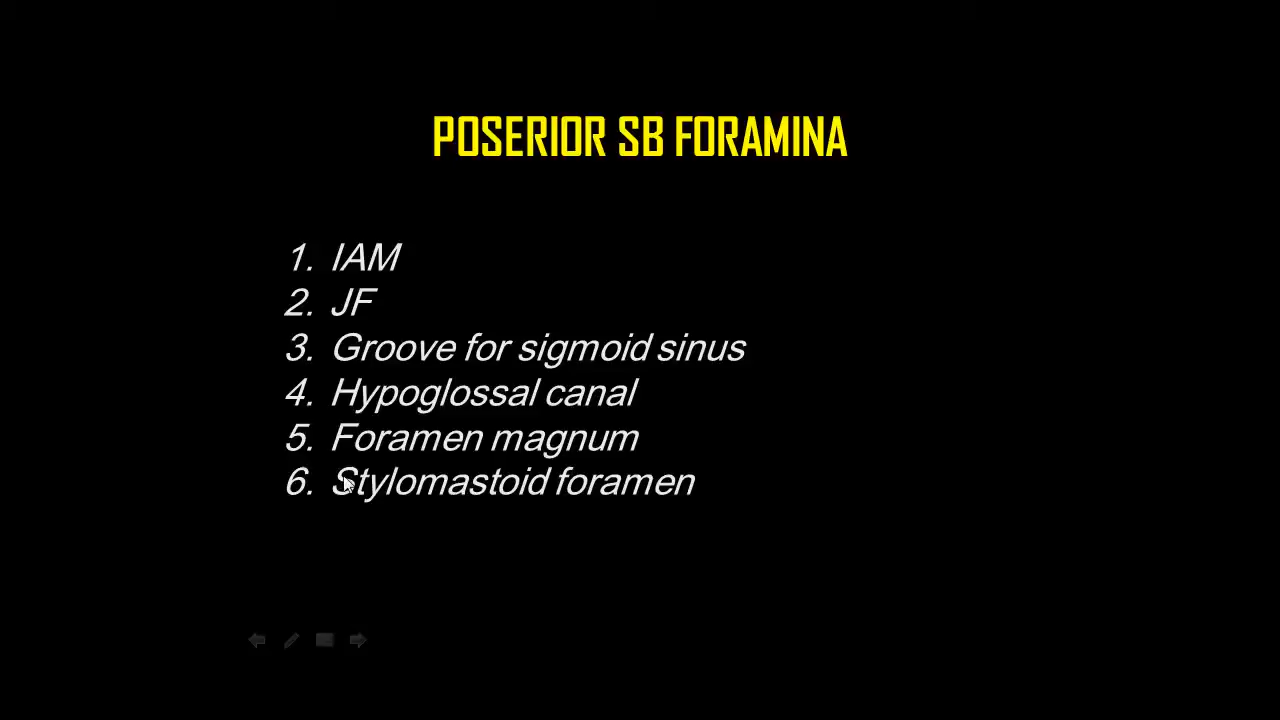 POSERIOR SB FORAMINA
1. IAM
2. JF
3. Groove for sigmoid sinus
4. Hypoglossal canal
5. Foramen magnum
6. Stylomastoid foramen